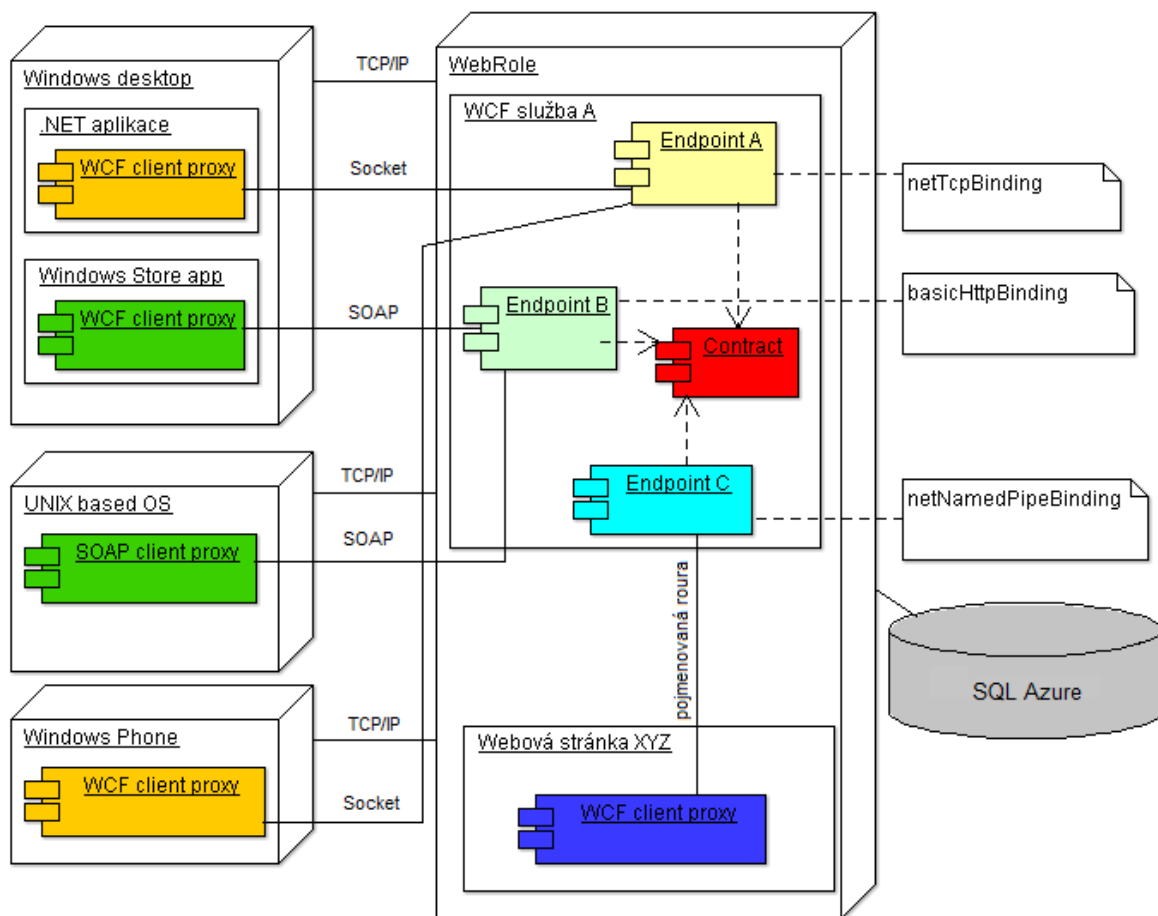 Windows desktop
.NET aplikace
WCF client proxy
Windows Store app
WCF client proxy
UNIX based OS
SOAP client proxy
Windows Phone
WCF client proxy
TCP/IP
Socket
SOAP
TCP/IP
SOAP
TCP/IP
Socket
WebRole
WCF služba A
Endpoint A
Endpoint B
Contract
Endpoint C
pojmenovaná roura
Webová stránka XYZ
WCF client proxy
netTcpBinding
basicHttpBinding
netNamedPipeBinding
SQL Azure